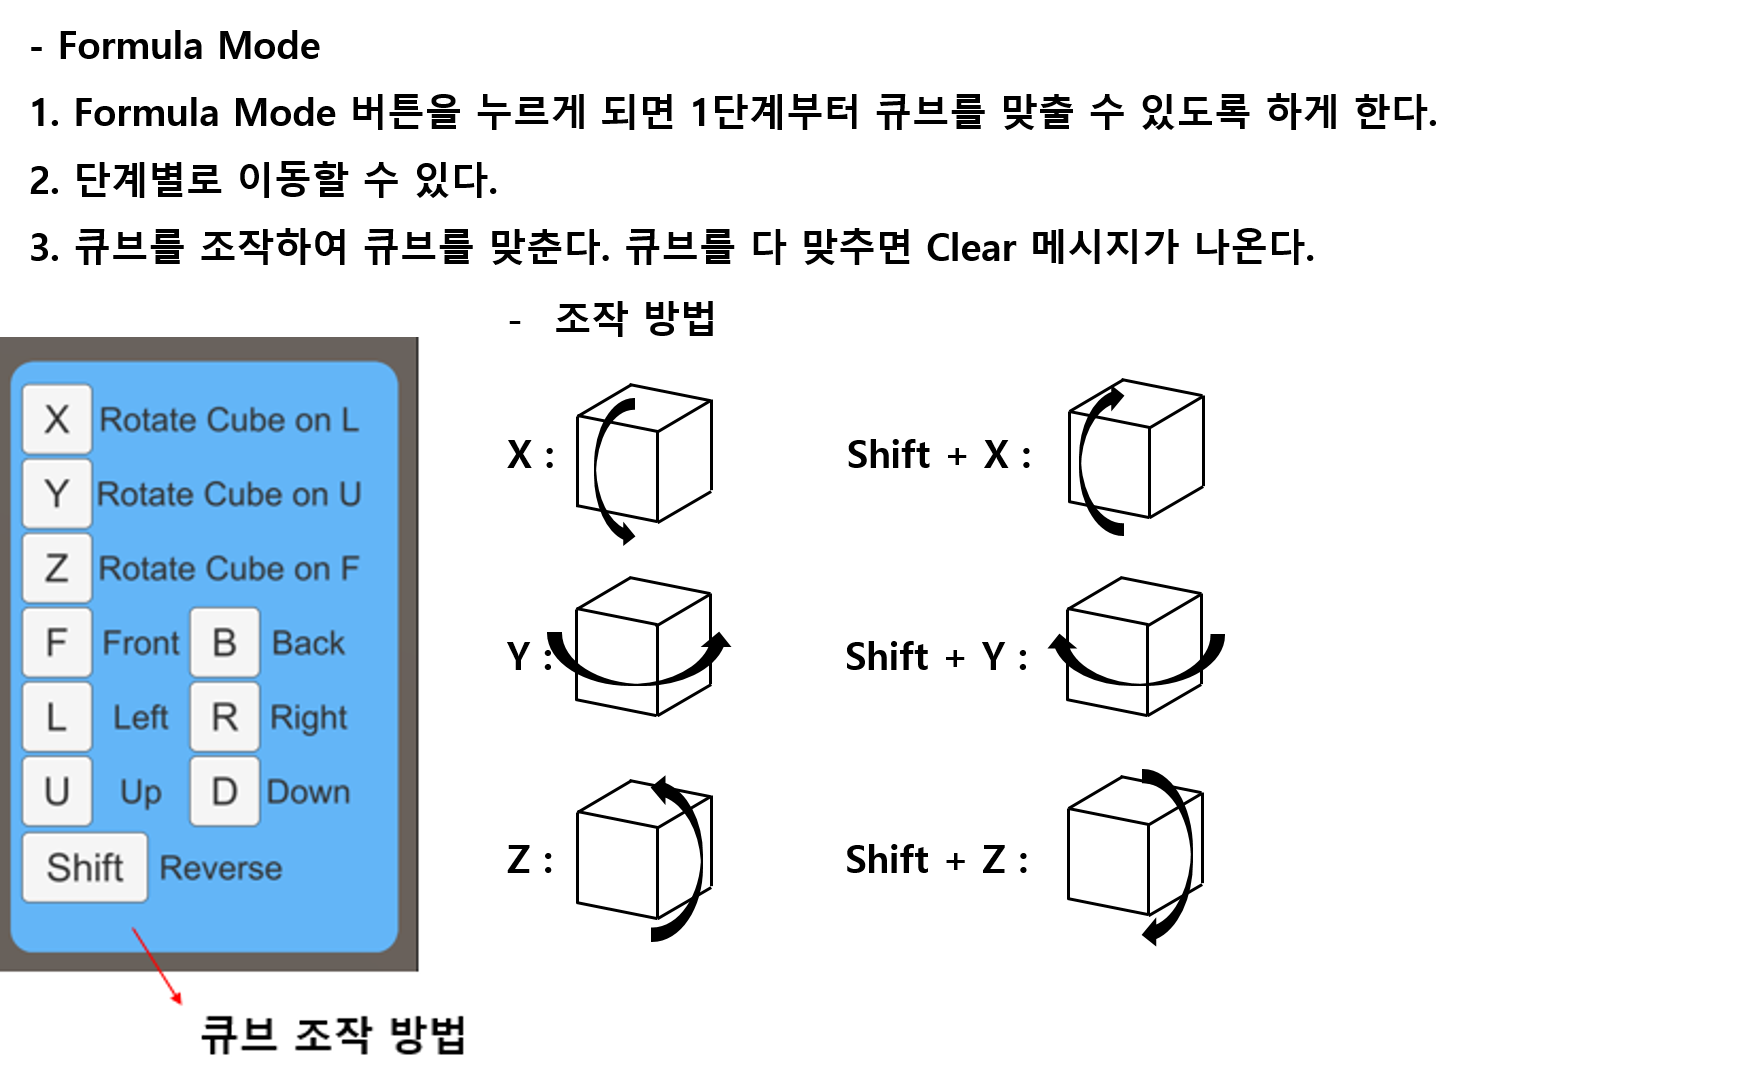 - Formula Mode
1. Formula Mode 버튼을 누르게 되면 1단계부터 큐브를 맞출 수 있도록 하게 한다.
2. 단계별로 이동할 수 있다.
3. 큐브를 조작하여 큐브를 맞춘다. 큐브를 다 맞추면 Clear 메시지가 나온다.
- 조작 방법
X Rotate Cube on L
Y Rotate Cube on U
Z Rotate Cube on F
F Front B Back
L Left R Right
U Up D Down
Shift Reverse
큐브 조작 방법
X : Shift + X :
Y : Shift + Y :
Z : Shift + Z :